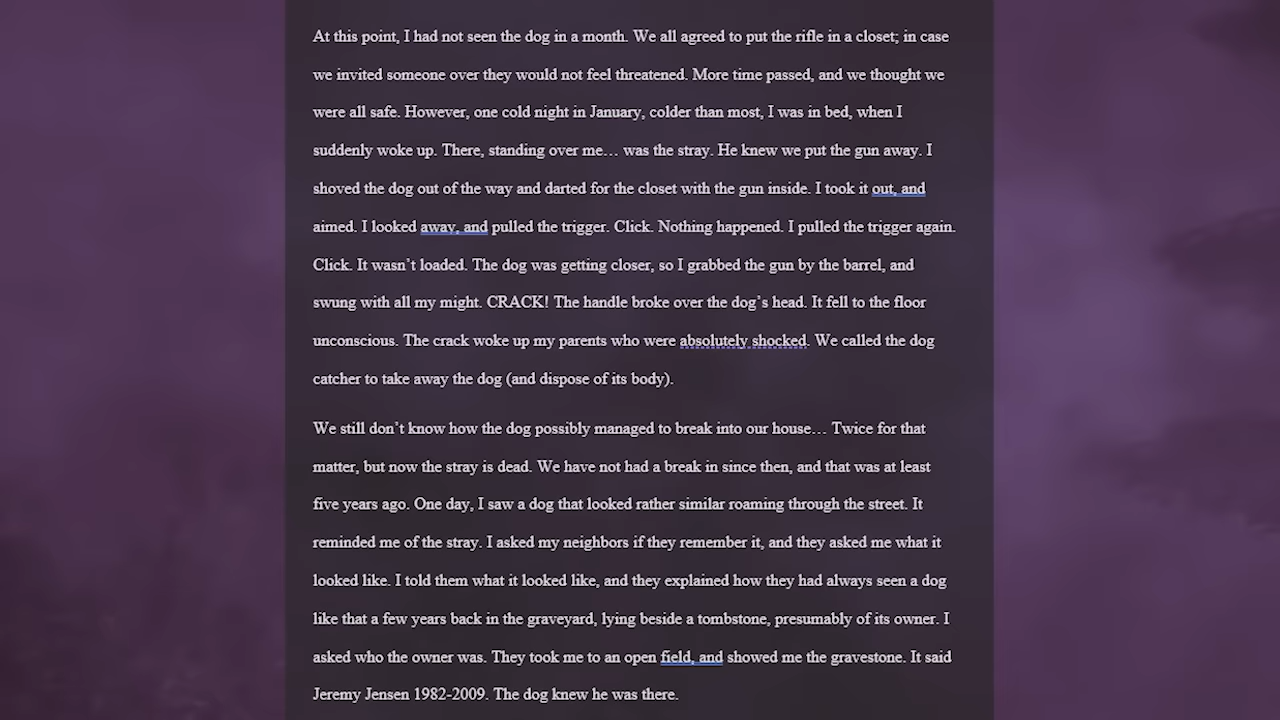 At this point, I had not seen the dog in a month. We all agreed to put the rifle in a closet; in case
we invited someone over they would not feel threatened. More time passed, and we thought we
were all safe. However, one cold night in January, colder than most, I was in bed, when I
suddenly woke up. There, standing over me… was the stray. He knew we put the gun away. I
shoved the dog out of the way and darted for the closet with the gun inside. I took it out, and
aimed. I looked away, and pulled the trigger. Click. Nothing happened. I pulled the trigger again.
Click. It wasn’t loaded. The dog was getting closer, so I grabbed the gun by the barrel, and
swung with all my might. CRACK! The handle broke over the dog’s head. It fell to the floor
unconscious. The crack woke up my parents who were absolutely shocked. We called the dog
catcher to take away the dog (and dispose of its body).
We still don’t know how the dog possibly managed to break into our house… Twice for that
matter, but now the stray is dead. We have not had a break in since then, and that was at least
five years ago. One day, I saw a dog that looked rather similar roaming through the street. It
reminded me of the stray. I asked my neighbors if they remember it, and they asked me what it
looked like. I told them what it looked like, and they explained how they had always seen a dog
like that a few years back in the graveyard, lying beside a tombstone, presumably of its owner. I
asked who the owner was. They took me to an open field, and showed me the gravestone. It said
Jeremy Jensen 1982-2009. The dog knew he was there.